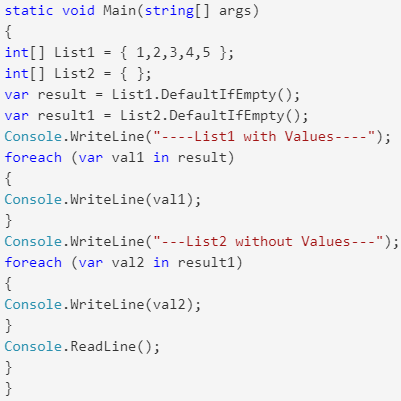 static void Main(string[] args)
{
int[] List1 = { 1,2,3,4,5 };
int[] List2 = { };
var result = List1.DefaultIfEmpty();
var result1 = List2.DefaultIfEmpty();
Console.WriteLine("----List1 with Values----");
foreach (var val1 in result)
{
Console.WriteLine(val1);
}
Console.WriteLine("---List2 without Values---");
foreach (var val2 in result1)
{
Console.WriteLine(val2);
}
Console.ReadLine();
}
}